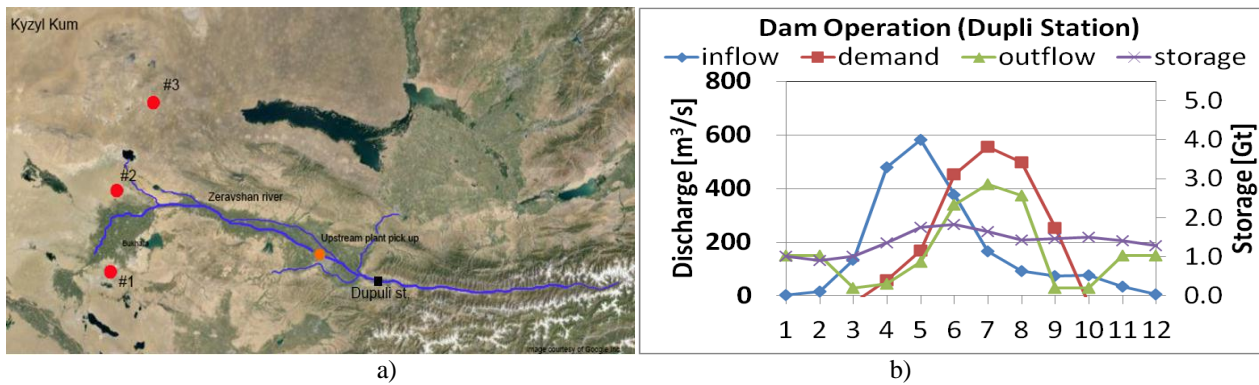 Kyzyl Kum
#3
#2
Zeravshan river
Upstream plant pick up
#1
Dupuli st.
Image courtesy of Google Inc.
a)
Dam Operation (Dupli Station)
inflow demand outflow storage
Discharge [m³/s]
800
600
400
200
0
Storage [Gt]
5.0
4.0
3.0
2.0
1.0
0.0
1 2 3 4 5 6 7 8 9 10 11 12
b)